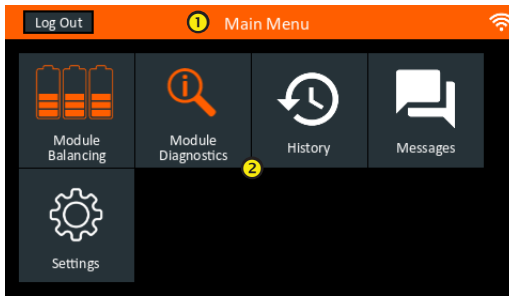 Log Out
1
Main Menu
Module
Balancing
Module
Diagnostics
History
Messages
2
Settings